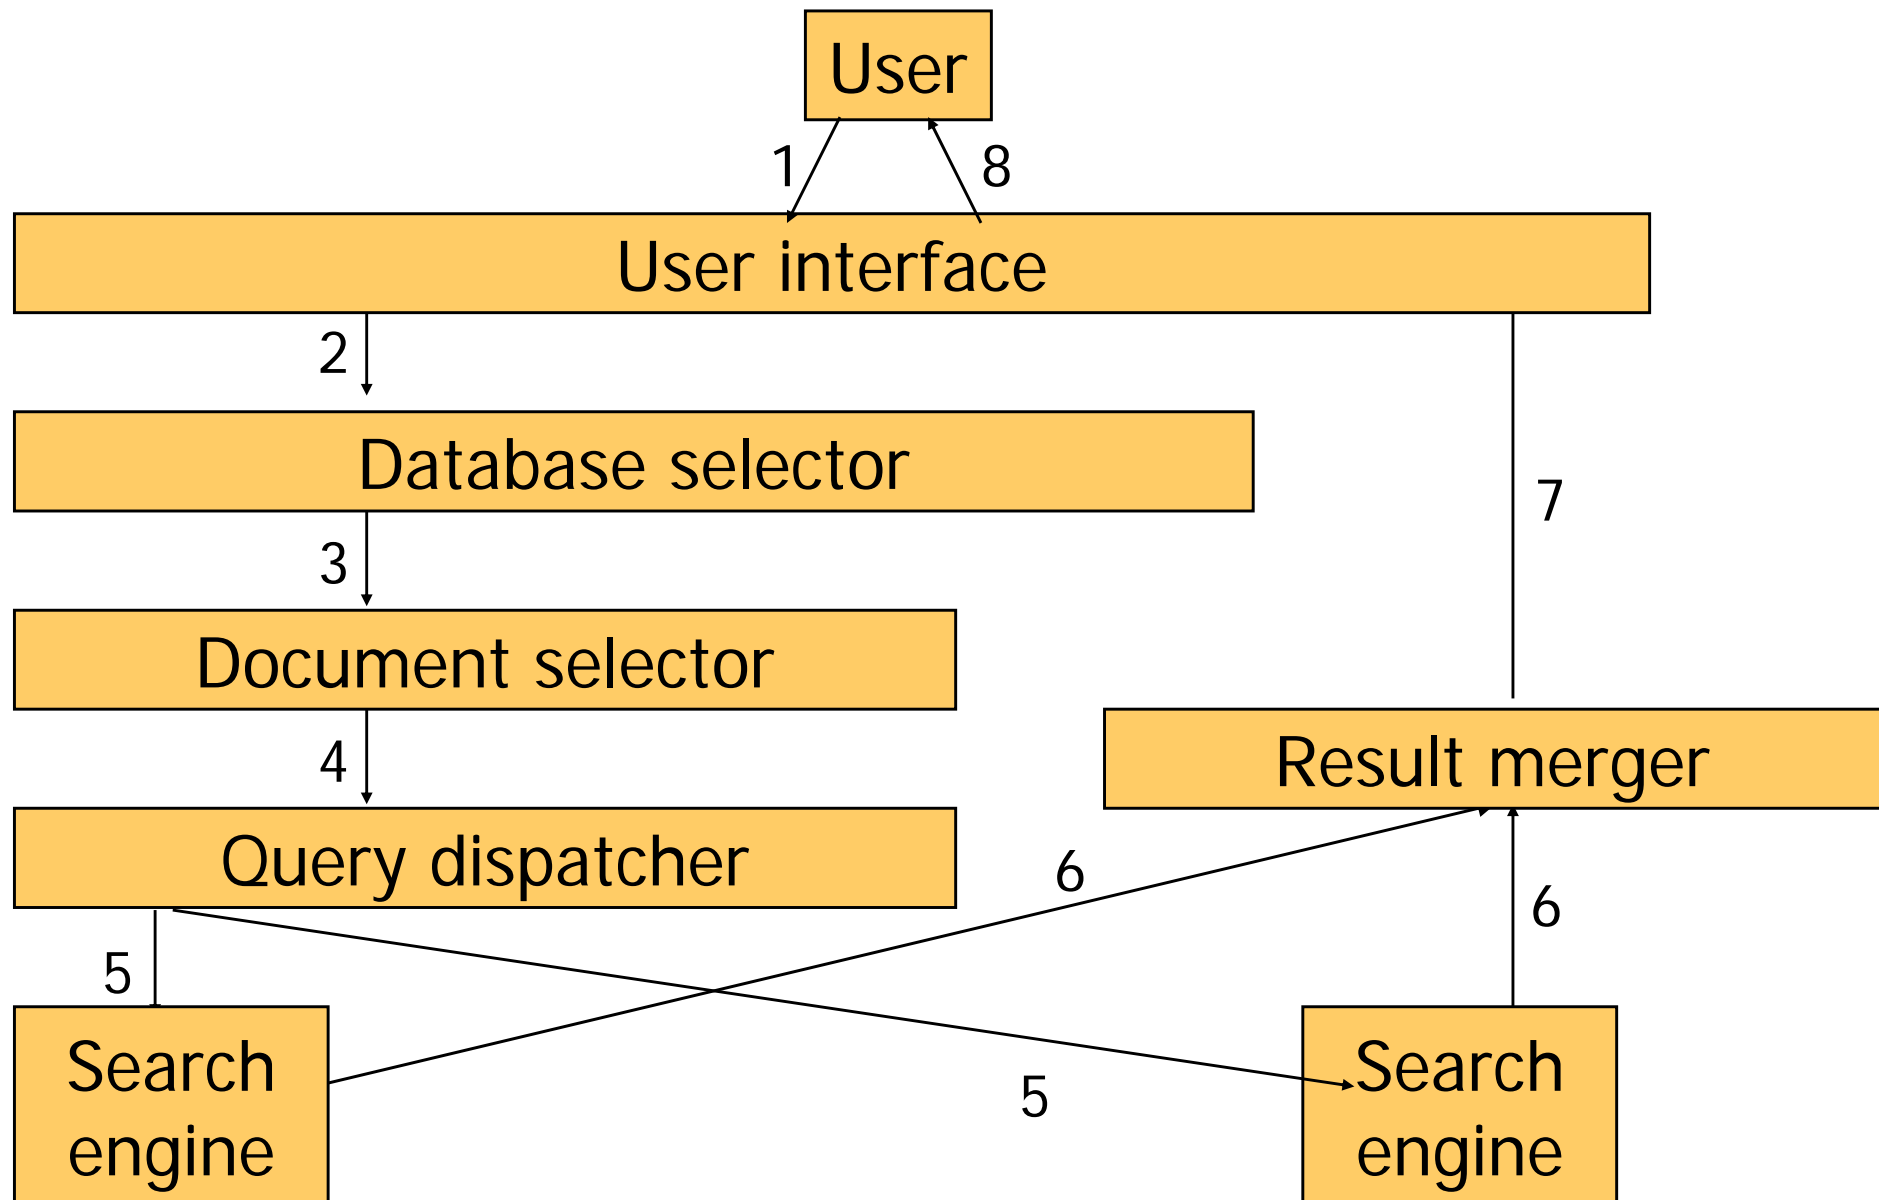 User
1
8
User interface
2
Database selector
7
3
Document selector
4
Result merger
Query dispatcher
6
6
5
Search
engine
5
Search
engine